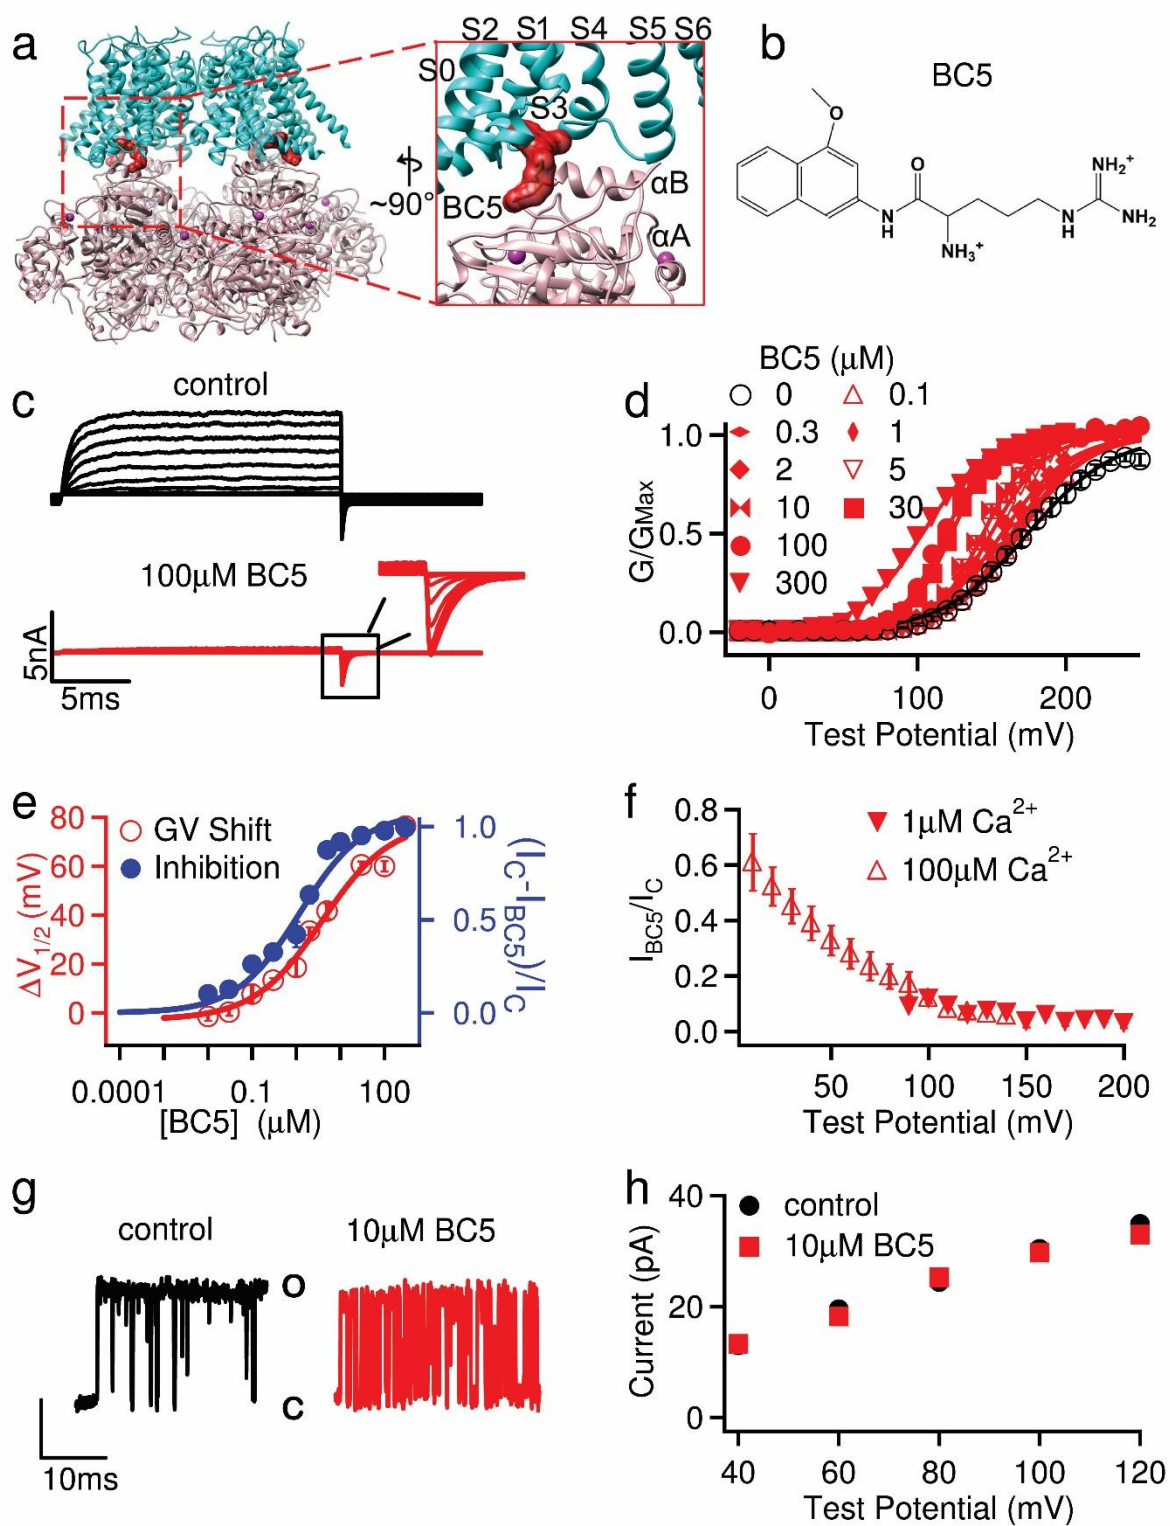 a
S2 S1 S4 S5 S6
S0
S3
~90°
BC5
αB
αA
b
BC5
O
O
N
H
NH3+
N
H
NH2+
NH2
c
control
100μM BC5
5nA
5ms
d
BC5 (μM)
0 0.1
0.3 1
2 5
10 30
100
300
G/GMax
1.0
0.5
0.0
0 100 200
Test Potential (mV)
e
GV Shift
Inhibition
ΔV1/2 (mV)
80
60
40
20
0
1.0
0.5
0.0
(IC-IBC5)/IC
0.0001 0.1 100
[BC5] (μM)
f
1μM Ca2+
100μM Ca2+
IBC5/IC
0.8
0.6
0.4
0.2
0.0
50 100 150 200
Test Potential (mV)
g
control 10μM BC5
O
C
10ms
h
control
10μM BC5
Current (pA)
40
20
0
40 60 80 100 120
Test Potential (mV)